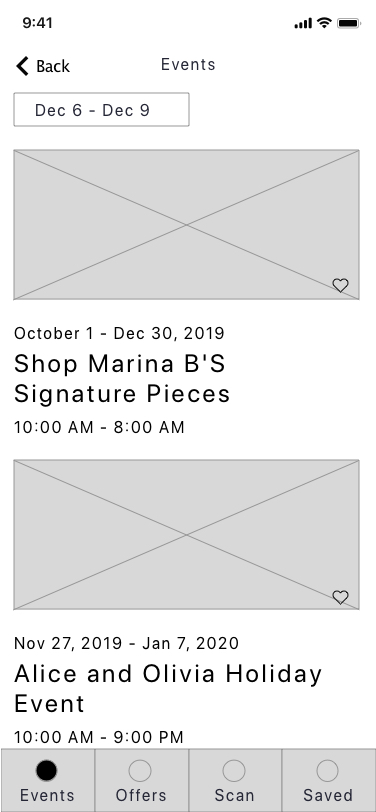 9:41
Back
Events
Dec 6 - Dec 9
October 1 - Dec 30, 2019
Shop Marina B'S
Signature Pieces
10:00 AM - 8:00 AM
Nov 27, 2019 - Jan 7, 2020
Alice and Olivia Holiday
Event
10:00 AM - 9:00 PM
Events
Offers
Scan
Saved